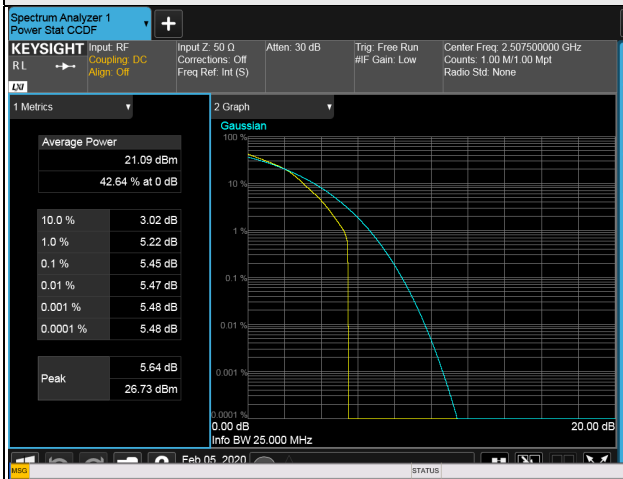 Spectrum Analyzer 1
Power Stat CCDF
KEYSIGHT
RL
LXI
Input: RF
Coupling: DC
Align: Off
Input Z: 50 Ω
Corrections: Off
Freq Ref: Int (S)
Atten: 30 dB
Trig: Free Run
#IF Gain: Low
Center Freq: 2.507500000 GHz
Counts: 1.00 M/1.00 Mpt
Radio Std: None
1 Metrics
Average Power
21.09 dBm
42.64 % at 0 dB
10.0 % 3.02 dB
1.0 % 5.22 dB
0.1 % 5.45 dB
0.01 % 5.47 dB
0.001 % 5.48 dB
0.0001 % 5.48 dB
Peak
5.64 dB
26.73 dBm
2 Graph
Gaussian
100 %
10 %
1 %
0.1 %
0.01 %
0.001 %
0.0001 %
0.00 dB 20.00 dB
Info BW 25.000 MHz
Feb 05, 2020
MSG
STATUS